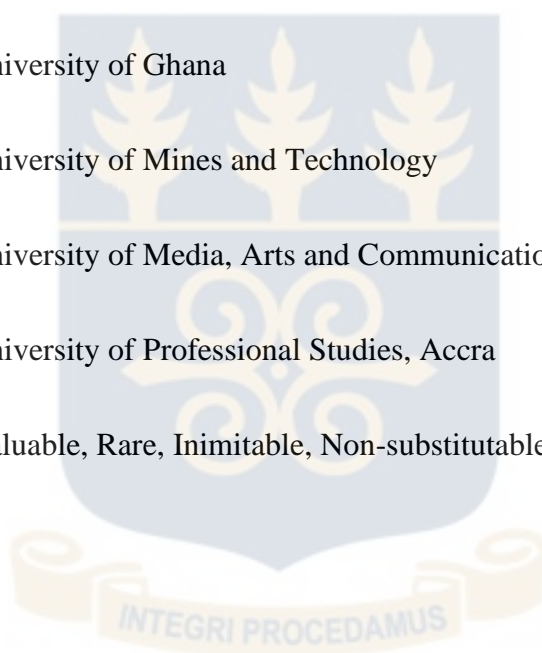 niversity of Ghana
niversity of Mines and Technology
niversity of Media, Arts and Communicatio
niversity of Professional Studies, Accra
aluable, Rare, Inimitable, Non-substitutable
INTEGRI PROCEDAMUS